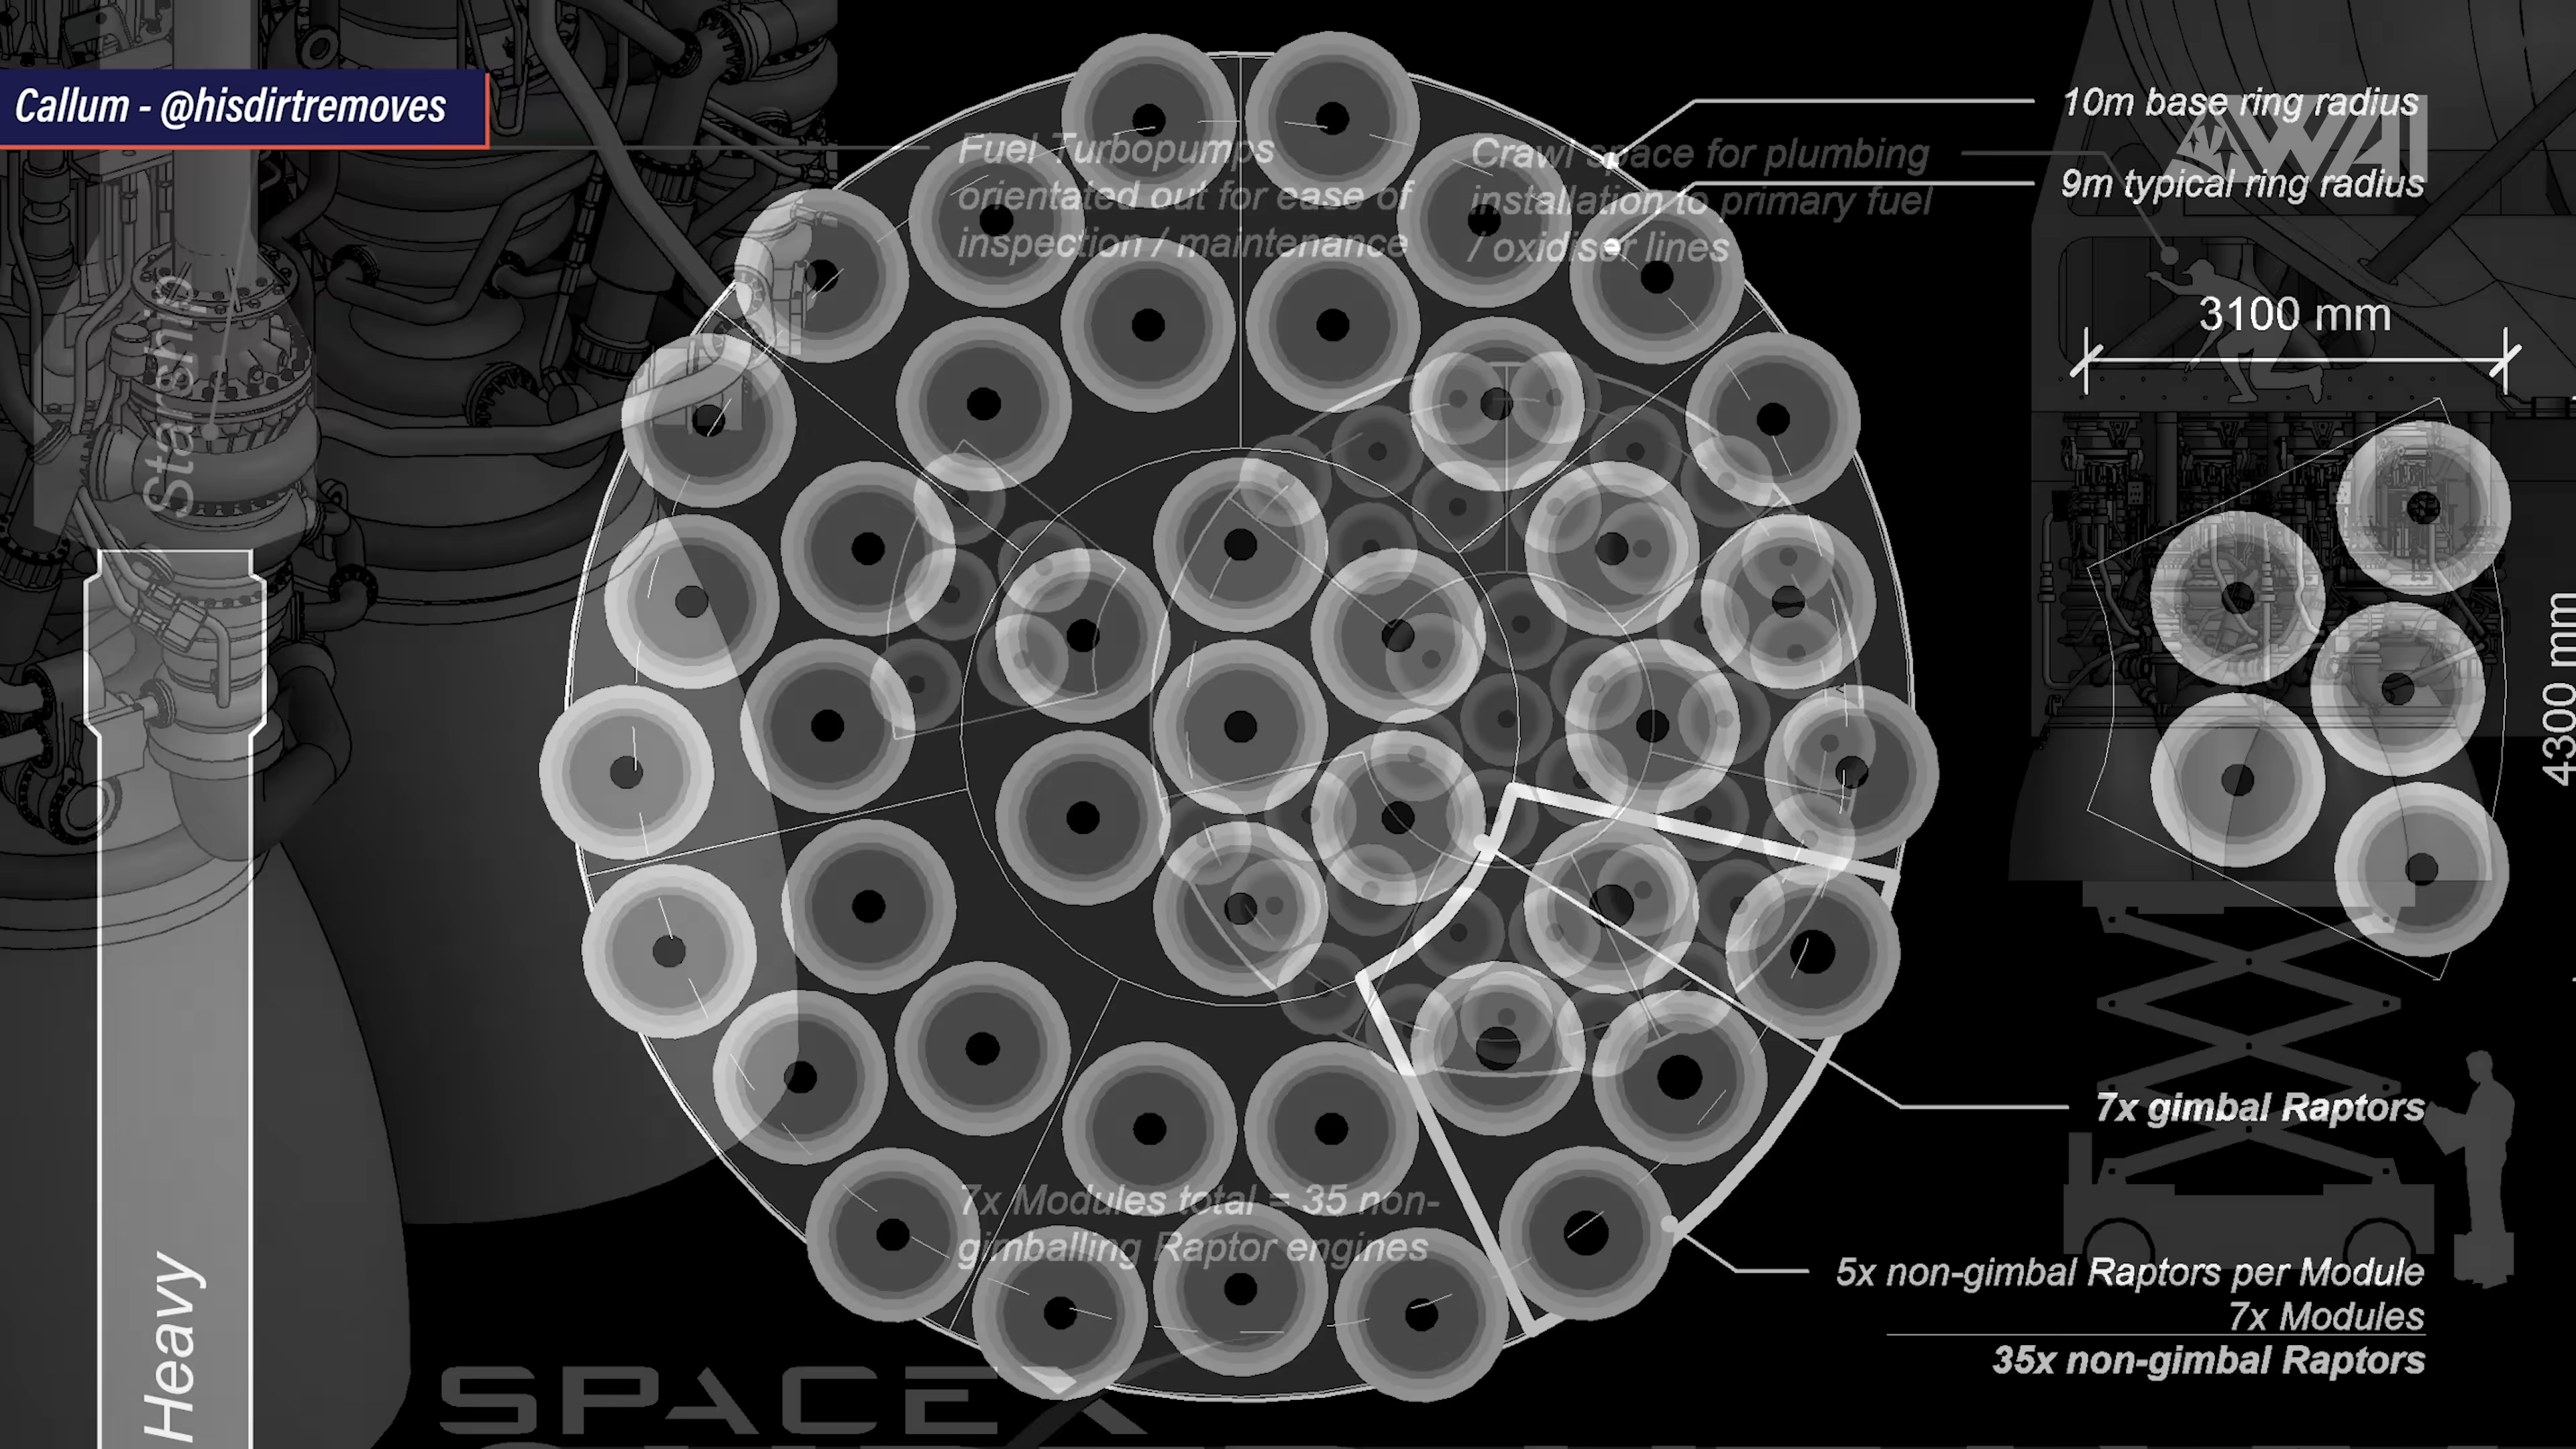 Callum - @hisdirtremoves
10m base ring radius
AWAI
Fuel Turbopumps
orientated out for ease of
inspection / maintenance
Crawl space for plumbing
installation to primary fuel
/ oxidiser lines
9m typical ring radius
3100 mm
Starship
4300 mm
7x gimbal Raptors
7x Modules total = 35 non-
gimballing Raptor engines
5x non-gimbal Raptors per Module
7x Modules
35x non-gimbal Raptors
Heavy
SPACEX